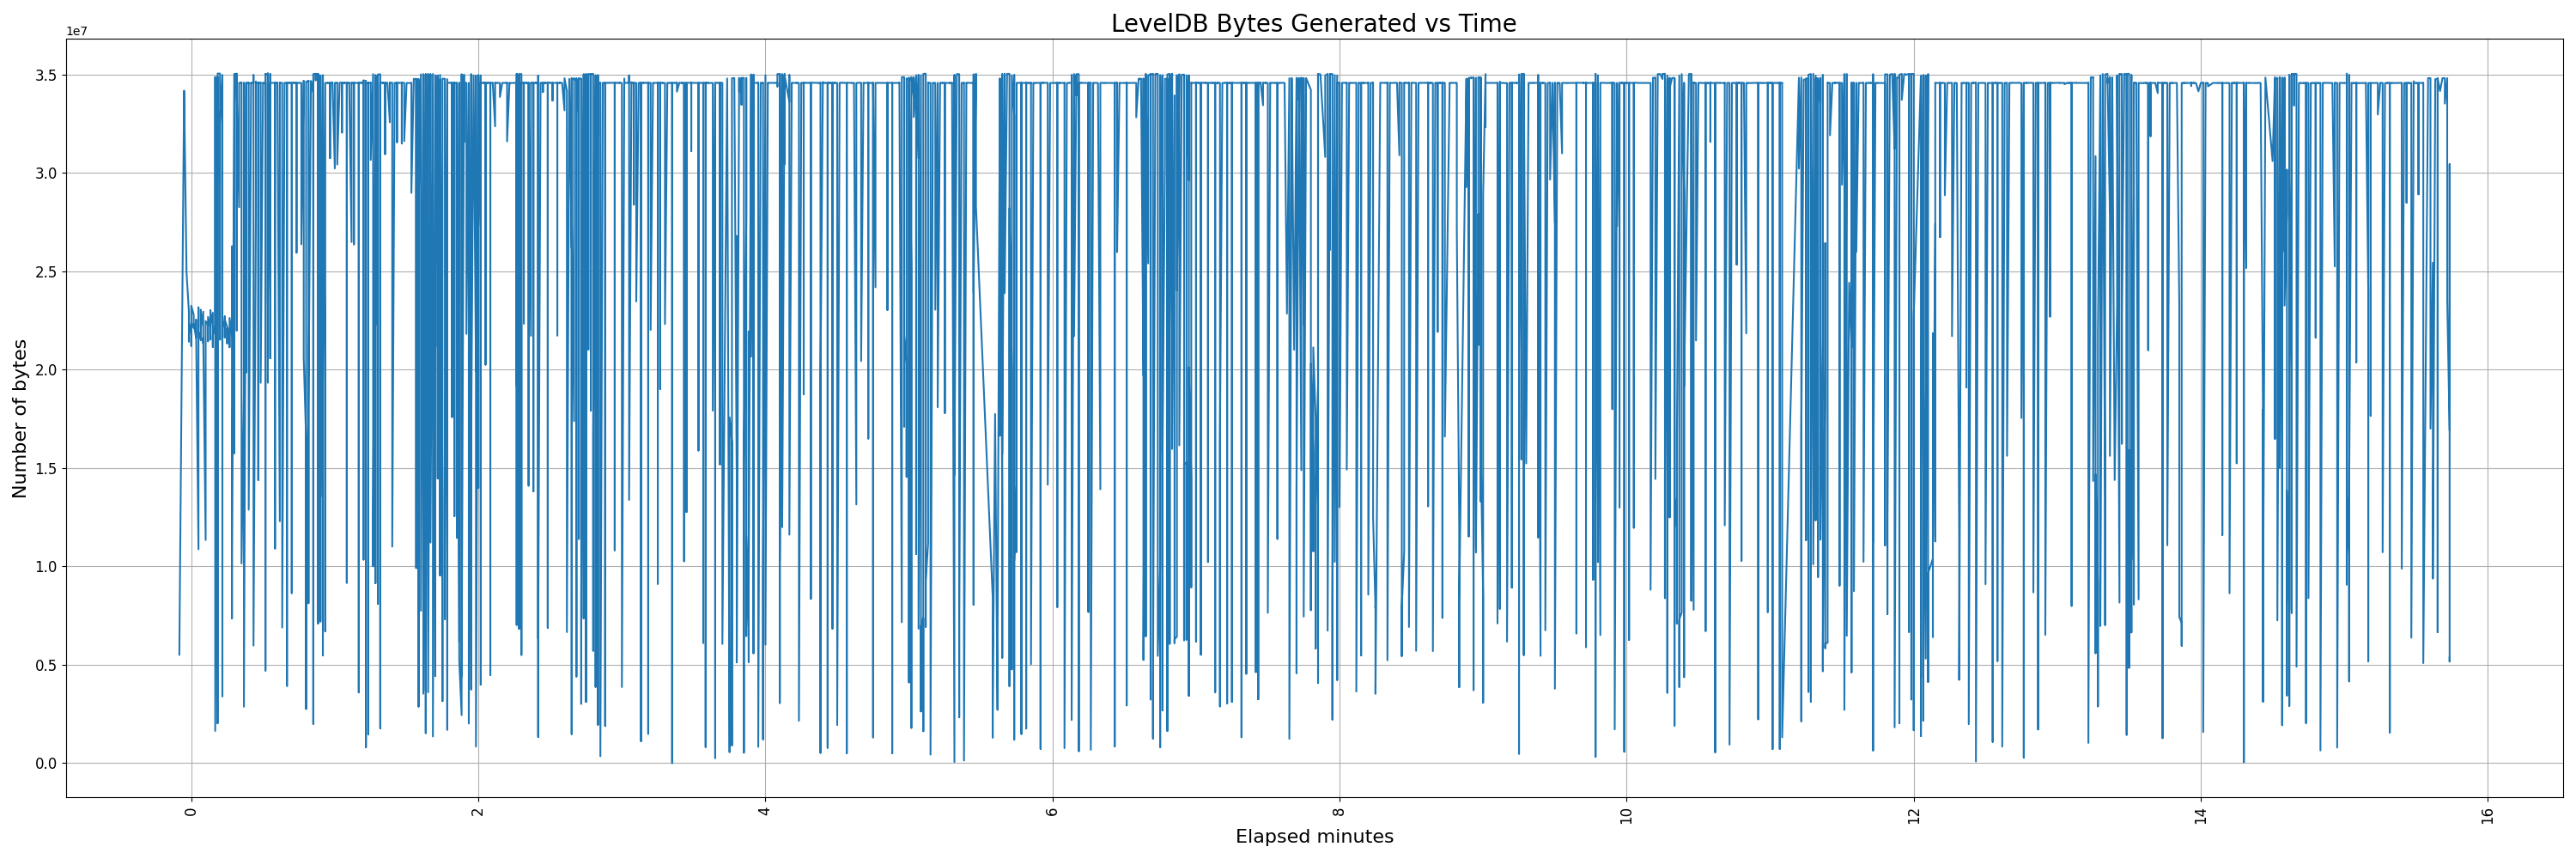 LevelDB Bytes Generated vs Time
1e7
3.5
3.0
2.5
2.0
1.5
1.0
0.5
0.0
Number of bytes
0 2 4 6 8 10 12 14 16
Elapsed minutes